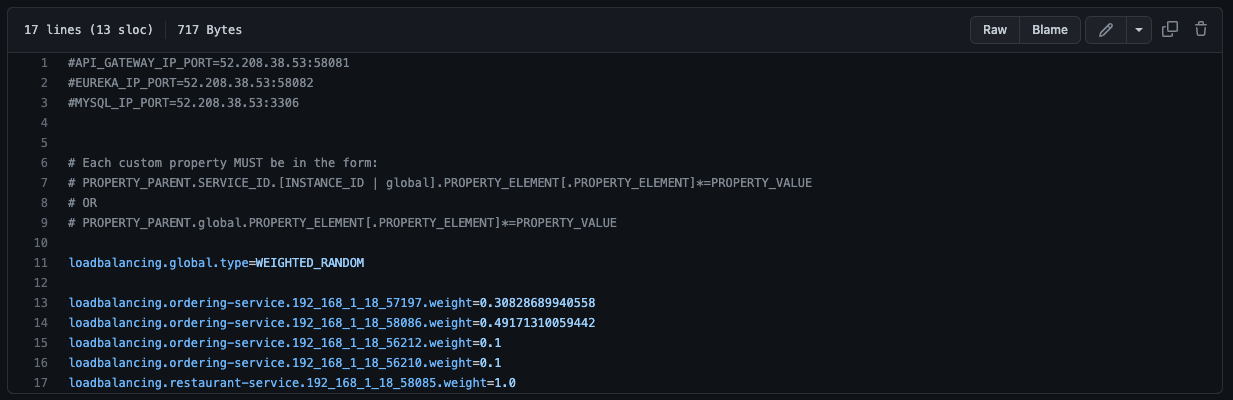 17 lines (13 sloc) 717 Bytes Raw Blame
1 #API_GATEWAY_IP_PORT=52.208.38.53:58081
2 #EUREKA_IP_PORT=52.208.38.53:58082
3 #MYSQL_IP_PORT=52.208.38.53:3306
4
5
6 # Each custom property MUST be in the form:
7 # PROPERTY_PARENT.SERVICE_ID.[INSTANCE_ID | global].PROPERTY_ELEMENT[.PROPERTY_ELEMENT]*=PROPERTY_VALUE
8 # OR
9 # PROPERTY_PARENT.global.PROPERTY_ELEMENT[.PROPERTY_ELEMENT]*=PROPERTY_VALUE
10
11 loadbalancing.global.type=WEIGHTED_RANDOM
12
13 loadbalancing.ordering-service.192_168_1_18_57197.weight=0.30828689940558
14 loadbalancing.ordering-service.192_168_1_18_58086.weight=0.49171310059442
15 loadbalancing.ordering-service.192_168_1_18_56212.weight=0.1
16 loadbalancing.ordering-service.192_168_1_18_56210.weight=0.1
17 loadbalancing.restaurant-service.192_168_1_18_58085.weight=1.0